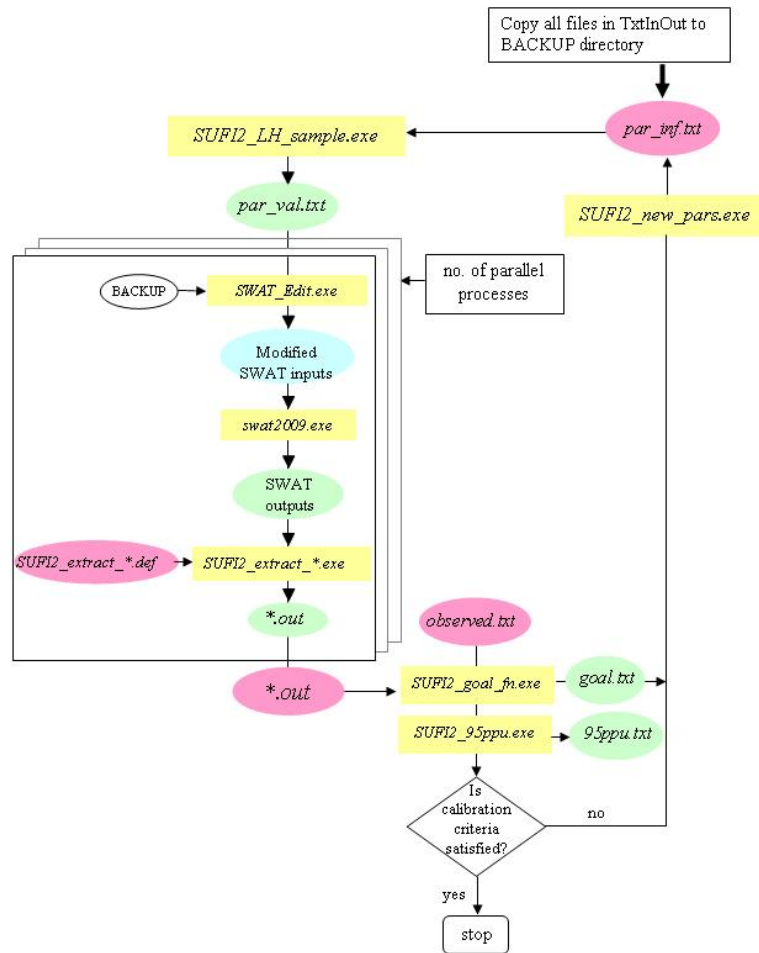 Copy all files in TxtInOut to
BACKUP directory
par_inf.txt
SUFI2_LH_sample.exe
par_val.txt
SUFI2_new_pars.exe
no. of parallel
processes
BACKUP
SWAT_Edit.exe
Modified
SWAT inputs
swat2009.exe
SWAT
outputs
SUFI2_extract_*.def
SUFI2_extract_*.exe
*.out
observed.txt
*.out
SUFI2_goal_fn.exe
goal.txt
SUFI2_95ppu.exe
95ppu.txt
Is
calibration
criteria
satisfied?
no
yes
stop